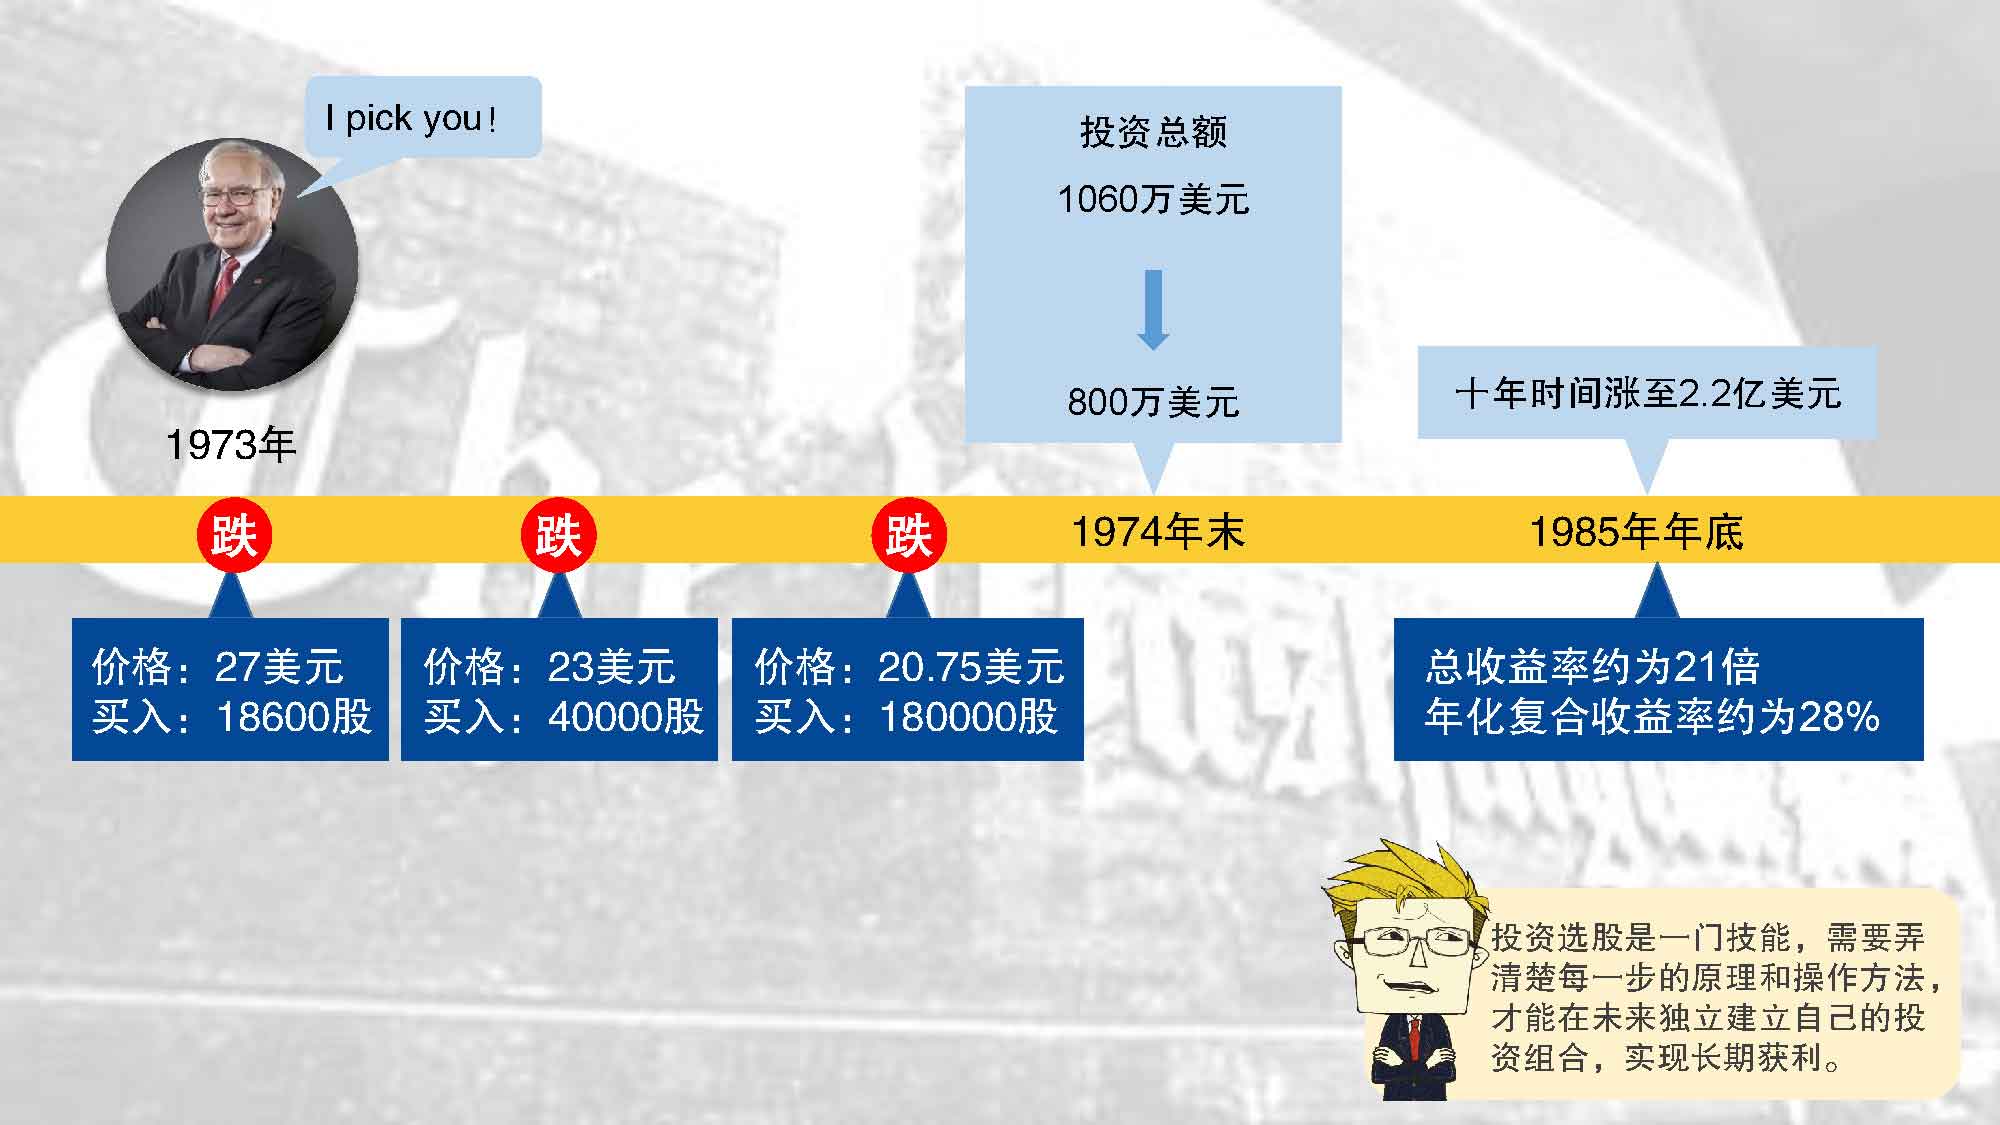 I pick you!
1973年
投资总额
1060万美元
800万美元
十年时间涨至2.2亿美元
跌
跌
跌
1974年末
1985年年底
价格：27美元
买入：18600股
价格：23美元
买入：40000股
价格：20.75美元
买入：180000股
总收益率约为21倍
年化复合收益率约为28%
投资选股是一门技能，需要弄
清楚每一步的原理和操作方法，
才能在未来独立建立自己的投
资组合，实现长期获利。